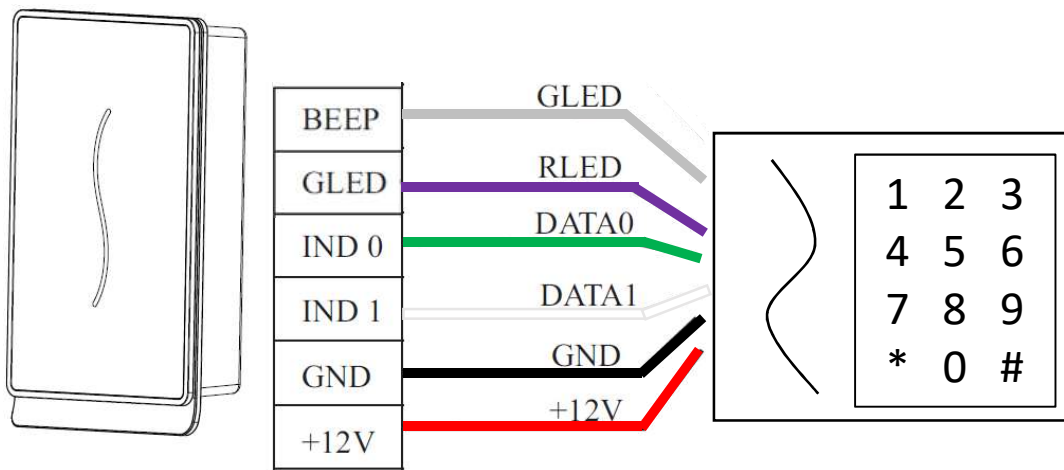 BEEP GLED
GLED RLED
IND 0 DATA0
IND 1 DATA1
GND GND
+12V +12V
1 2 3
4 5 6
7 8 9
* 0 #